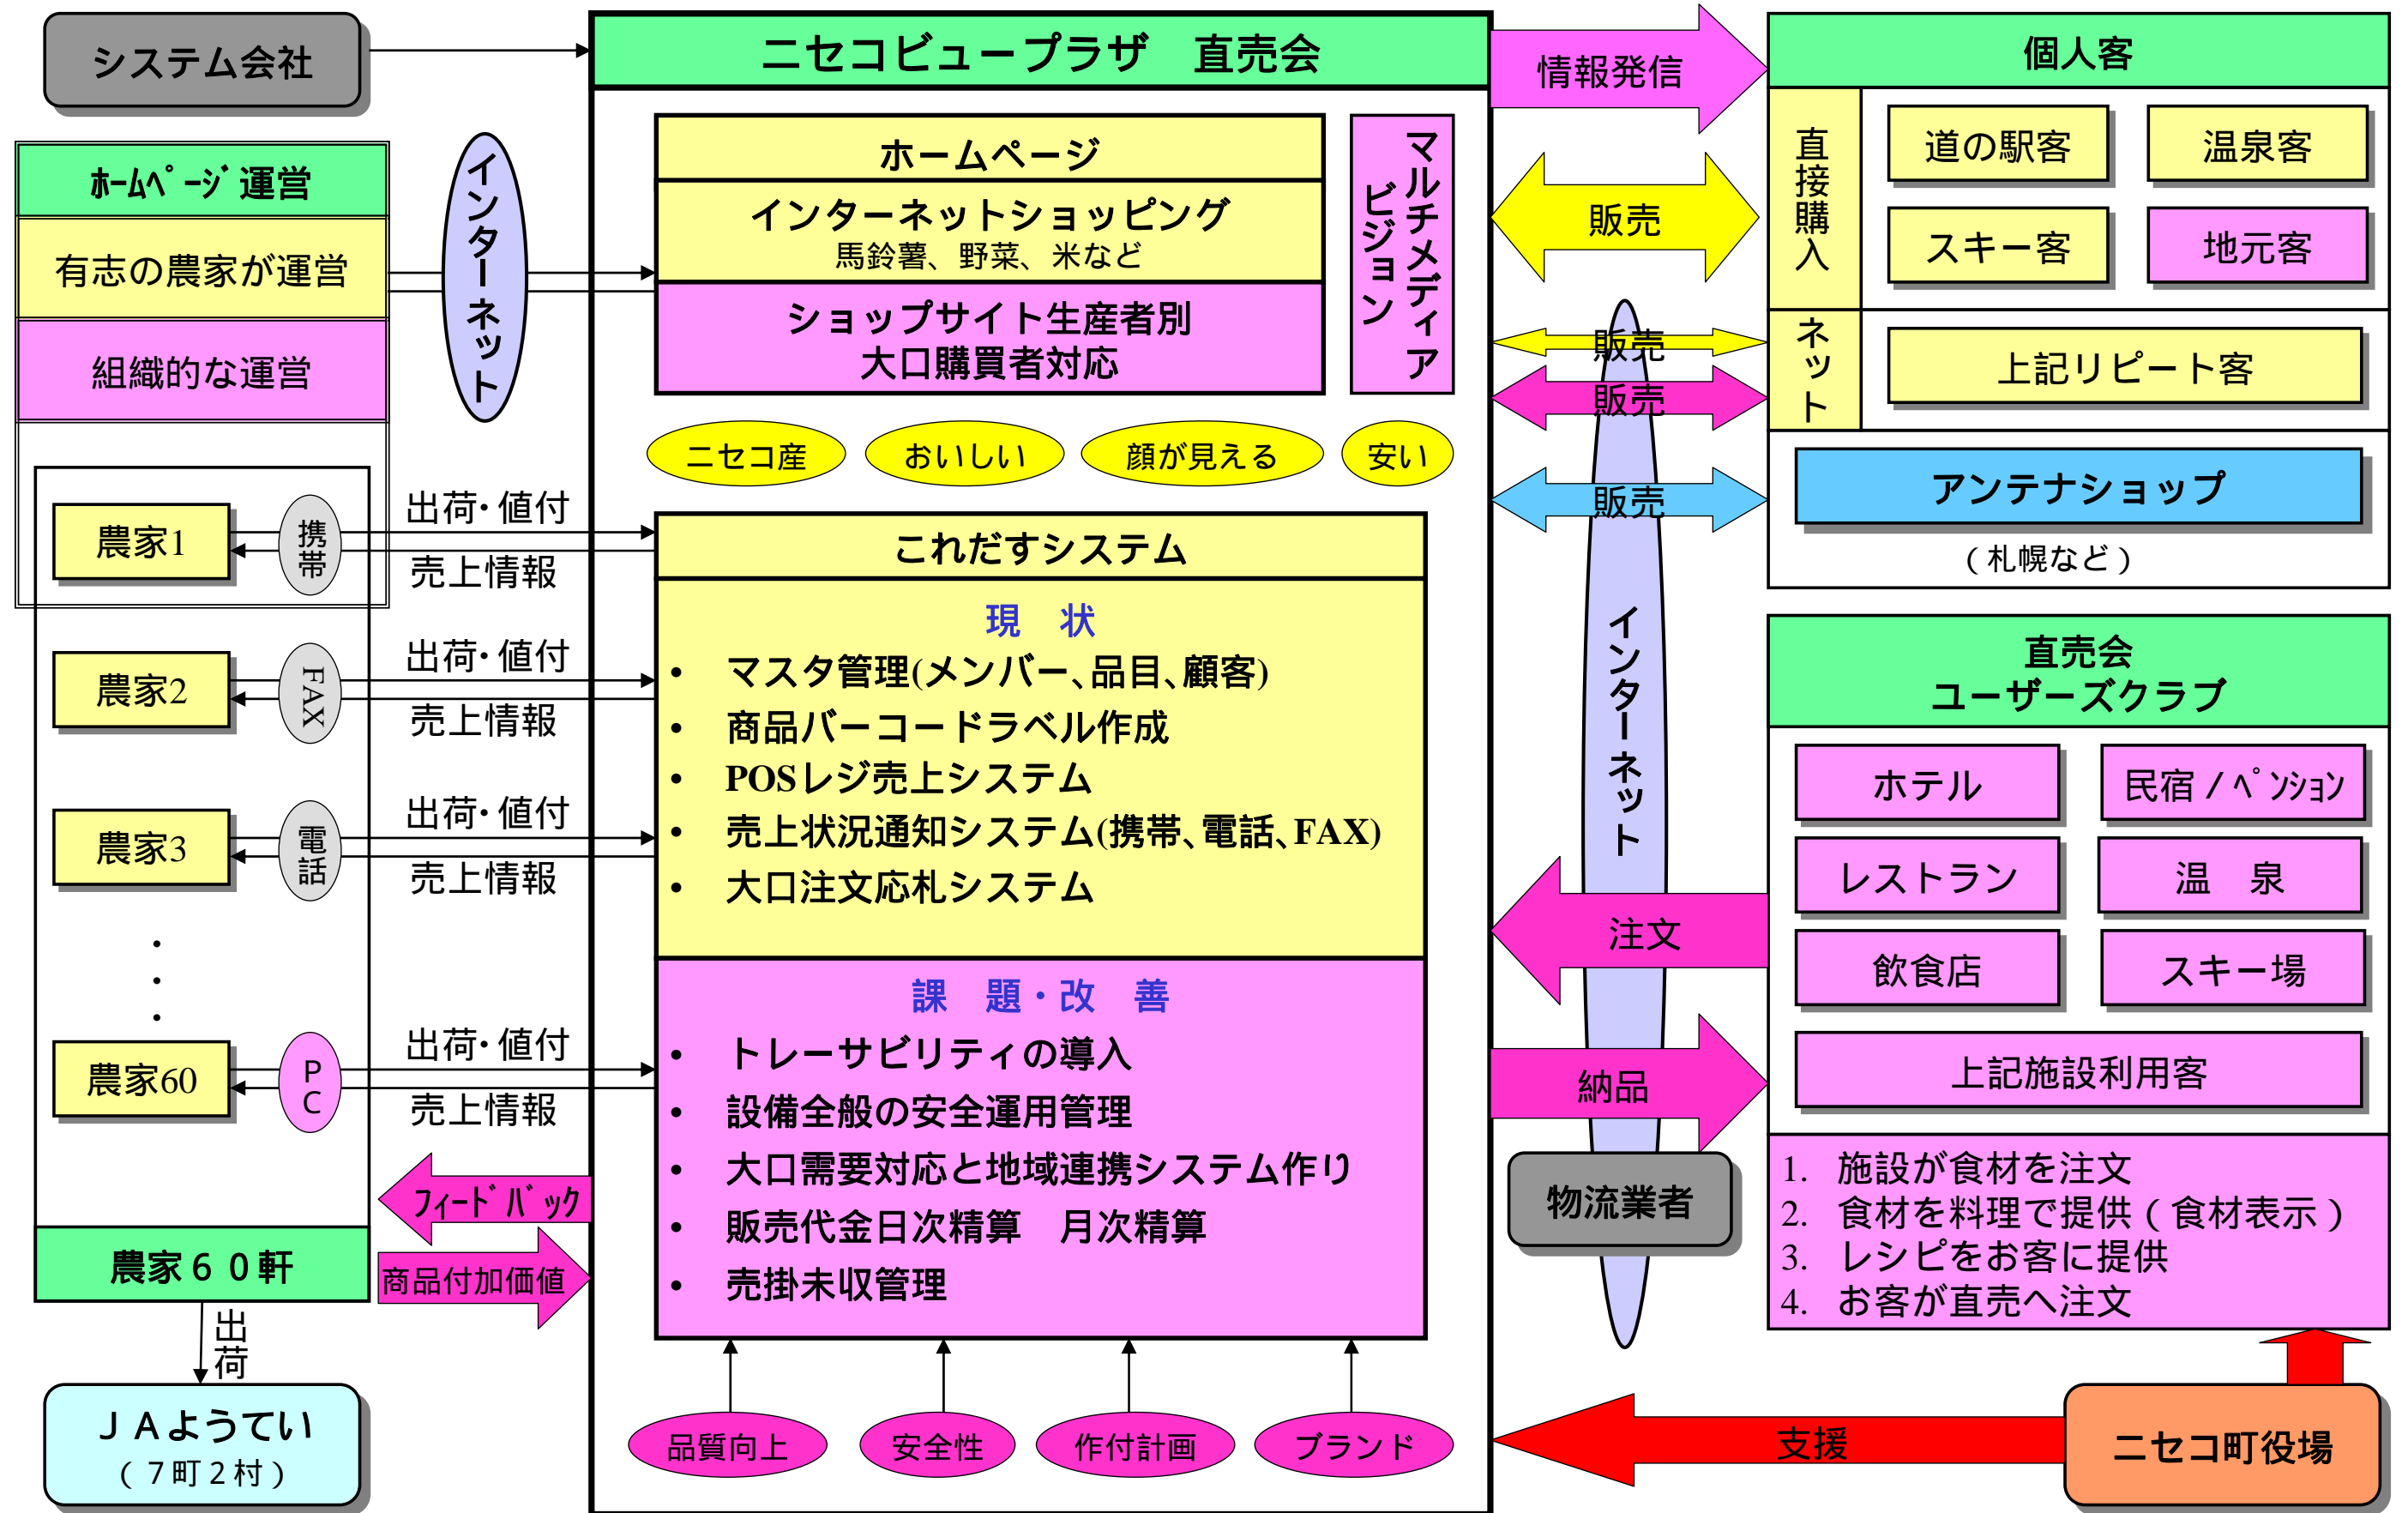 システム会社
ﾎｰﾑﾍﾟｰｼﾞ運営
有志の農家が運営
組織的な運営
インターネット
農家1
携帯
出荷・値付
売上情報
農家2
FAX
出荷・値付
売上情報
農家3
電話
出荷・値付
売上情報
・
・
・
農家60
PC
出荷・値付
売上情報
ﾌｨｰﾄﾞﾊﾞｯｸ
農家６０軒
商品付加価値
出荷
ＪＡようてい
（７町２村）
ニセコビュープラザ　直売会
ホームページ
インターネットショッピング
馬鈴薯、野菜、米など
ショップサイト生産者別
大口購買者対応
マルチメディア
ビジョン
ニセコ産
おいしい
顔が見える
安い
これだすシステム
現　状
• マスタ管理(メンバー、品目、顧客)
• 商品バーコードラベル作成
• POSレジ売上システム
• 売上状況通知システム(携帯、電話、FAX)
• 大口注文応札システム
課　題・改　善
• トレーサビリティの導入
• 設備全般の安全運用管理
• 大口需要対応と地域連携システム作り
• 販売代金日次精算　月次精算
• 売掛未収管理
品質向上
安全性
作付計画
ブランド
情報発信
販売
販売
販売
販売
インターネット
注文
納品
物流業者
支援
個人客
直接購入
道の駅客
温泉客
スキー客
地元客
ネット
上記リピート客
アンテナショップ
（札幌など）
直売会
ユーザーズクラブ
ホテル
民宿／ﾍﾟﾝｼｮﾝ
レストラン
温　泉
飲食店
スキー場
上記施設利用客
1. 施設が食材を注文
2. 食材を料理で提供（食材表示）
3. レシピをお客に提供
4. お客が直売へ注文
ニセコ町役場